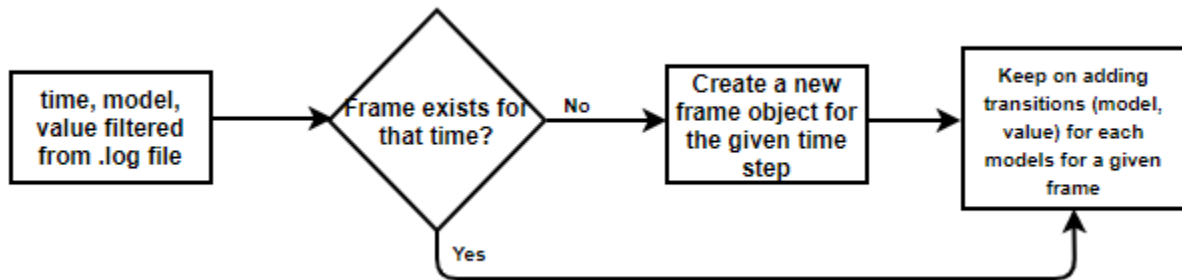 time, model,
value filtered
from .log file
Frame exists for
that time?
No
Create a new
frame object for
the given time
step
Keep on adding
transitions (model,
value) for each
models for a given
frame
Yes